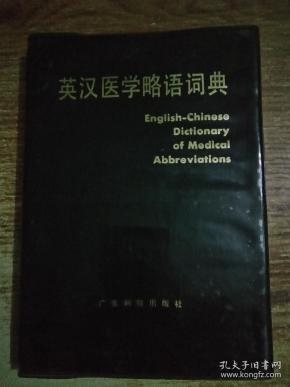 英汉医学略语词典
English-Chinese
Dictionary
of Medical
Abbreviations
广东科技出版社
孔夫子旧书网